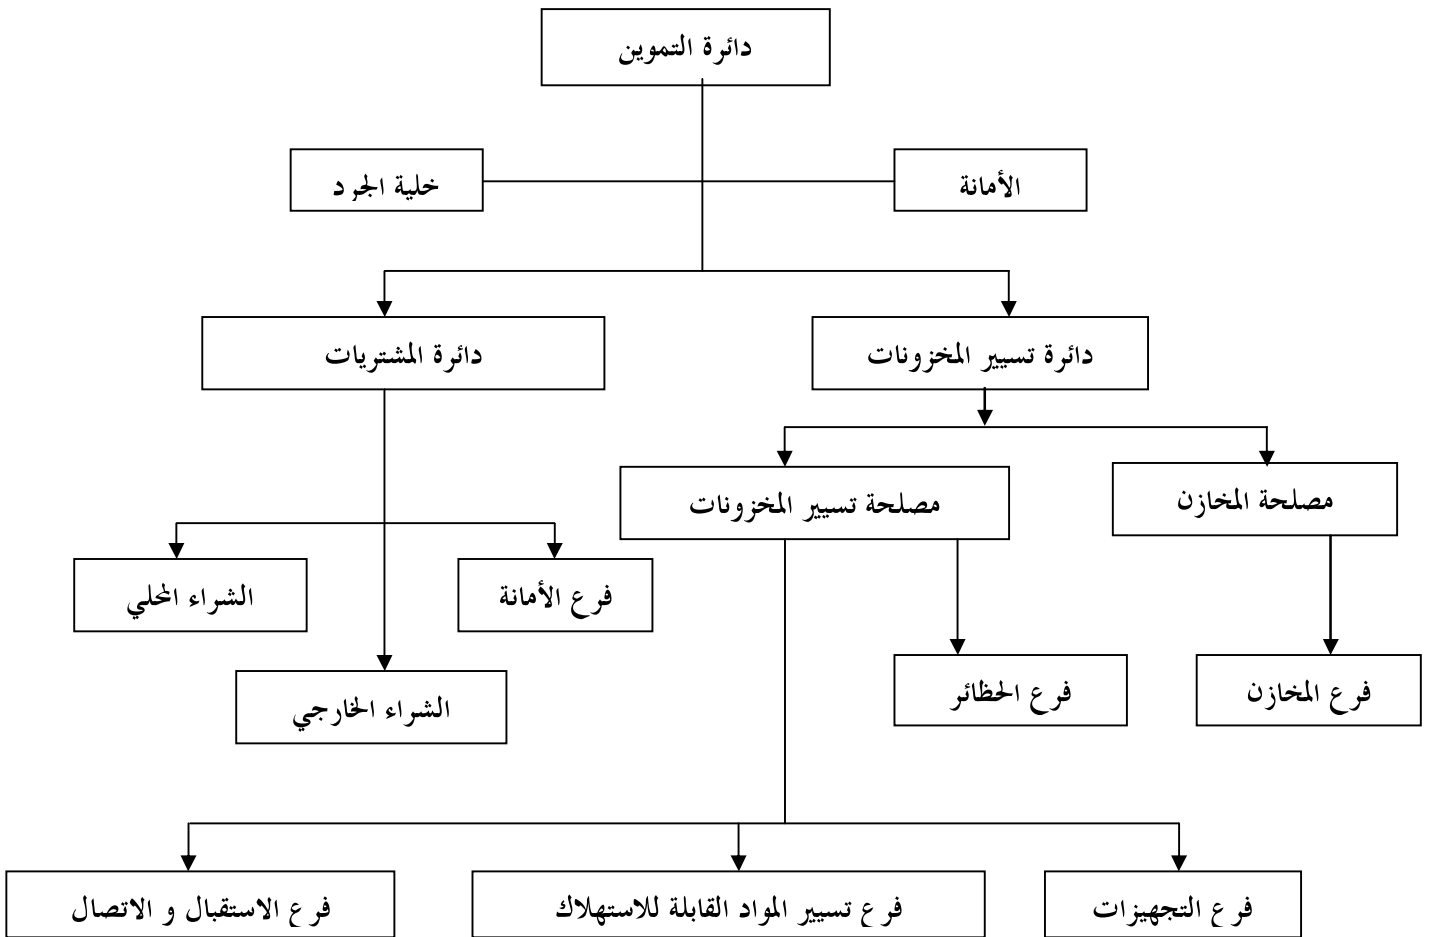 دائرة التموين
الأمانة
خلية الجرد
دائرة تسيير المخزونات
دائرة المشتريات
مصلحة المخازن
مصلحة تسيير المخزونات
فرع الأمانة
الشراء المحلي
فرع المخازن
فرع الحظائر
الشراء الخارجي
فرع التجهيزات
فرع تسيير المواد القابلة للاستهلاك
فرع الاستقبال و الاتصال